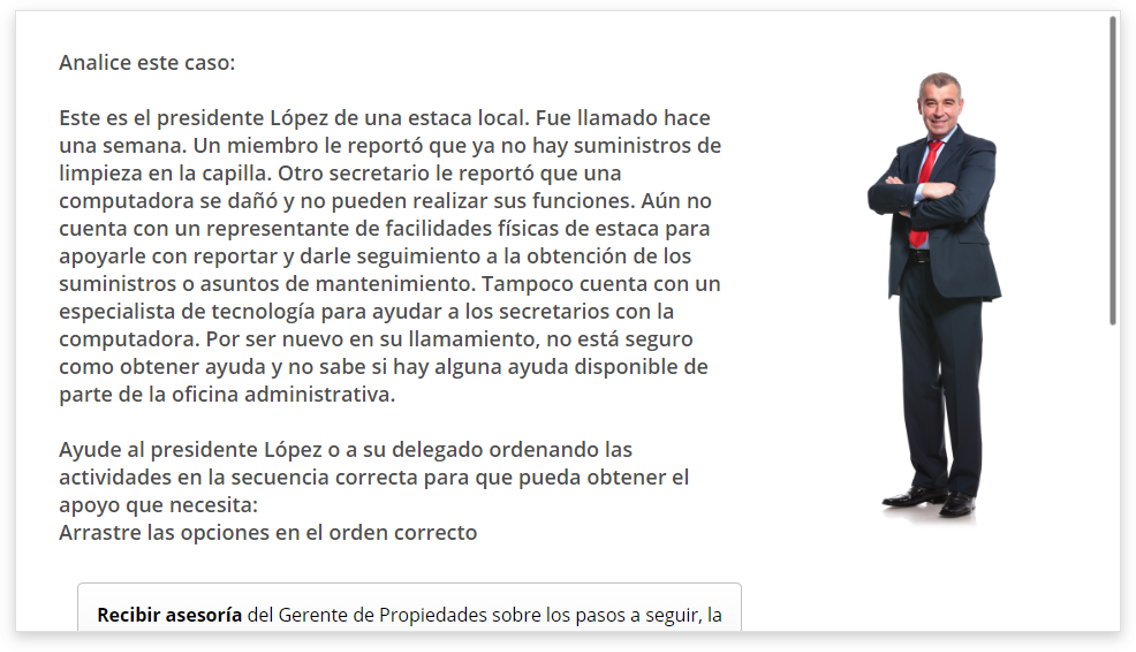 Analice este caso:
Este es el presidente López de una estaca local. Fue llamado hace
una semana. Un miembro le reportó que ya no hay suministros de
limpieza en la capilla. Otro secretario le reportó que una
computadora se dañó y no pueden realizar sus funciones. Aún no
cuenta con un representante de facilidades físicas de estaca para
apoyarle con reportar y darle seguimiento a la obtención de los
suministros o asuntos de mantenimiento. Tampoco cuenta con un
especialista de tecnología para ayudar a los secretarios con la
computadora. Por ser nuevo en su llamamiento, no está seguro
como obtener ayuda y no sabe si hay alguna ayuda disponible de
parte de la oficina administrativa.
Ayude al presidente López o a su delegado ordenando las
actividades en la secuencia correcta para que pueda obtener el
apoyo que necesita:
Arrastre las opciones en el orden correcto
Recibir asesoría del Gerente de Propiedades sobre los pasos a seguir, la